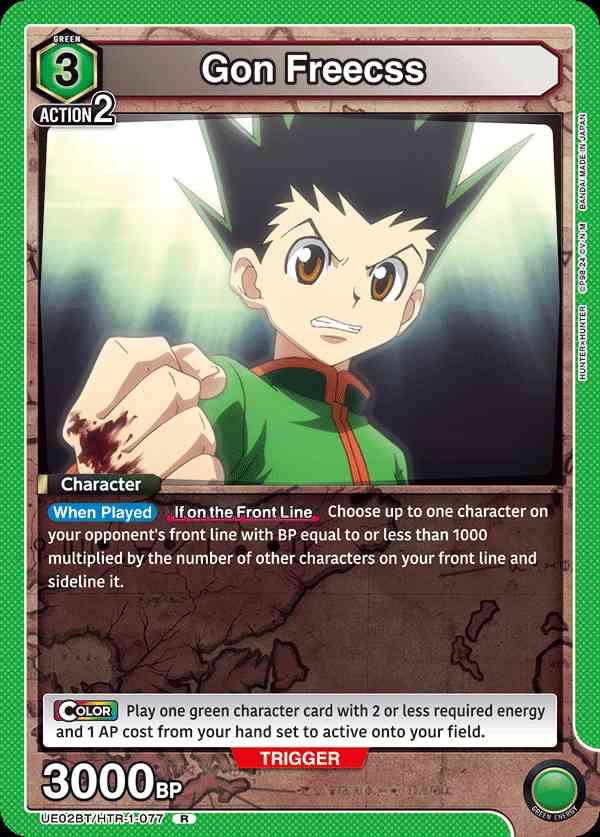 GREEN
3
Gon Freecss
ACTION 2
HUNTER×HUNTER ©P98-24 ©V·N·M BANDAI MADE IN JAPAN
Character
When Played If on the Front Line Choose up to one character on
your opponent's front line with BP equal to or less than 1000
multiplied by the number of other characters on your front line and
sideline it.
COLOR Play one green character card with 2 or less required energy
and 1 AP cost from your hand set to active onto your field.
TRIGGER
3000BP
UE02BT/HTR-1-077 R
GREEN ENERGY